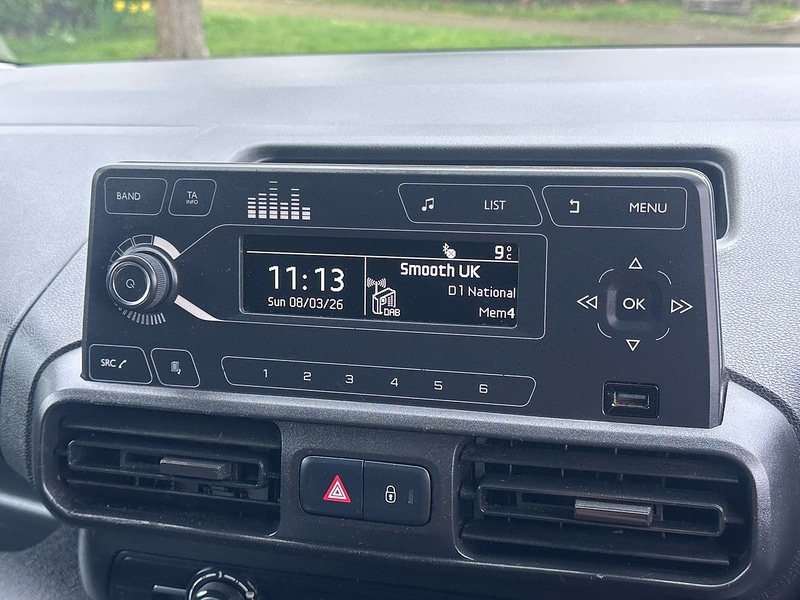 BAND
TA
INFO
LIST
MENU
9°C
11:13
Sun 08/03/26
Smooth UK
D1 National
DAB
Mem4
OK
SRC
1 2 3 4 5 6